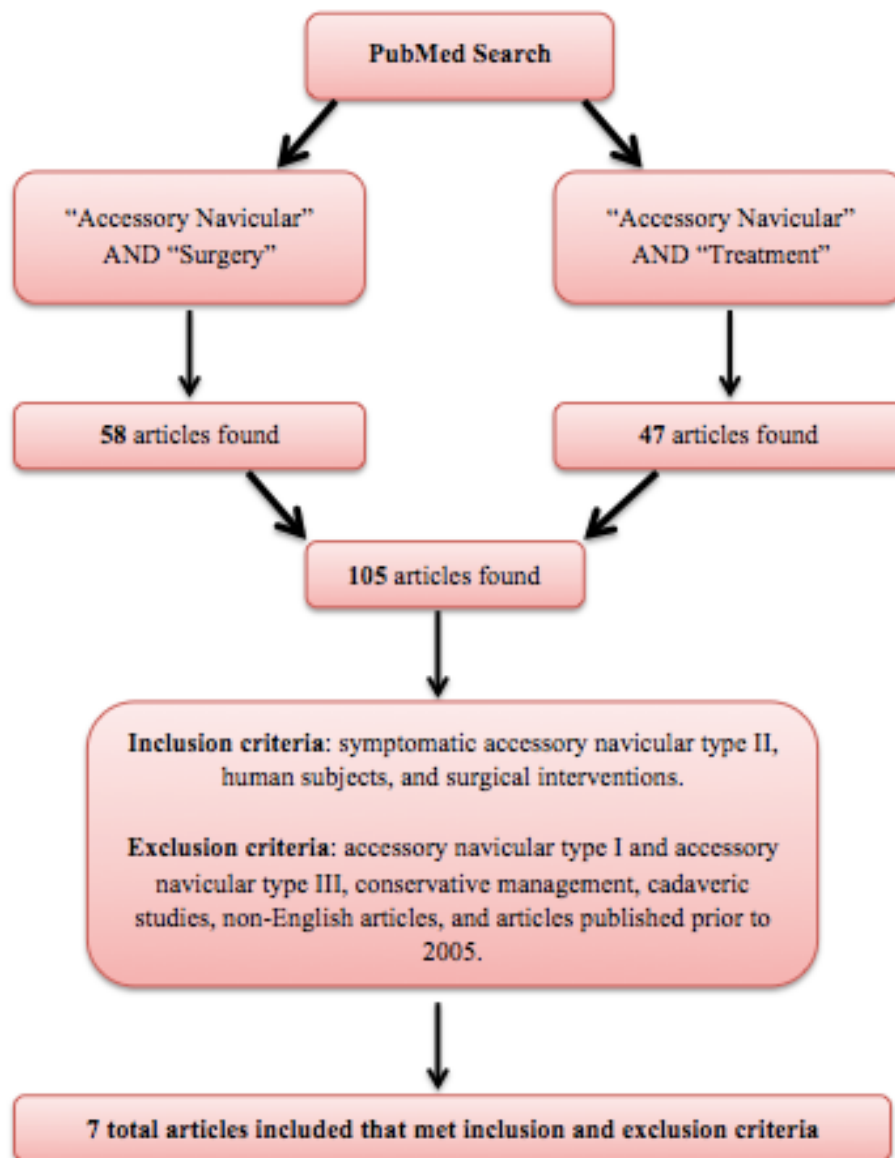 PubMed Search
“Accessory Navicular”
AND “Surgery”
“Accessory Navicular”
AND “Treatment”
58 articles found
47 articles found
105 articles found
Inclusion criteria: symptomatic accessory navicular type II,
human subjects, and surgical interventions.
Exclusion criteria: accessory navicular type I and accessory
navicular type III, conservative management, cadaveric
studies, non-English articles, and articles published prior to
2005.
7 total articles included that met inclusion and exclusion criteria